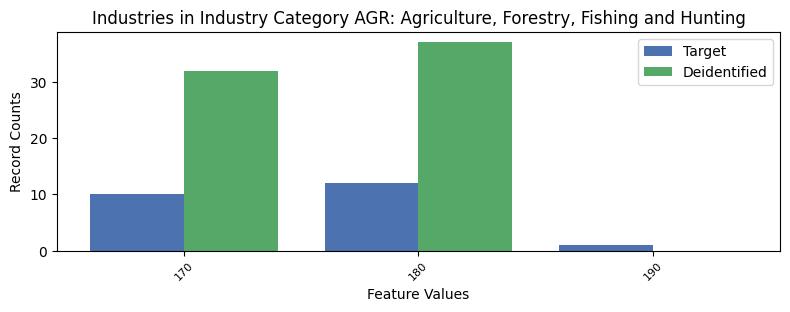 Industries in Industry Category AGR: Agriculture, Forestry, Fishing and Hunting
Target
Deidentified
Record Counts
30
20
10
0
170
180
190
Feature Values